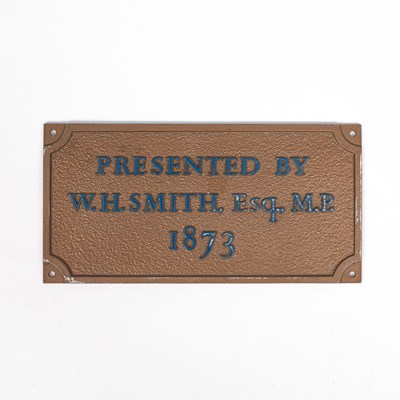 PRESENTED BY
W.H.SMITH, Esq. M.P.
1873